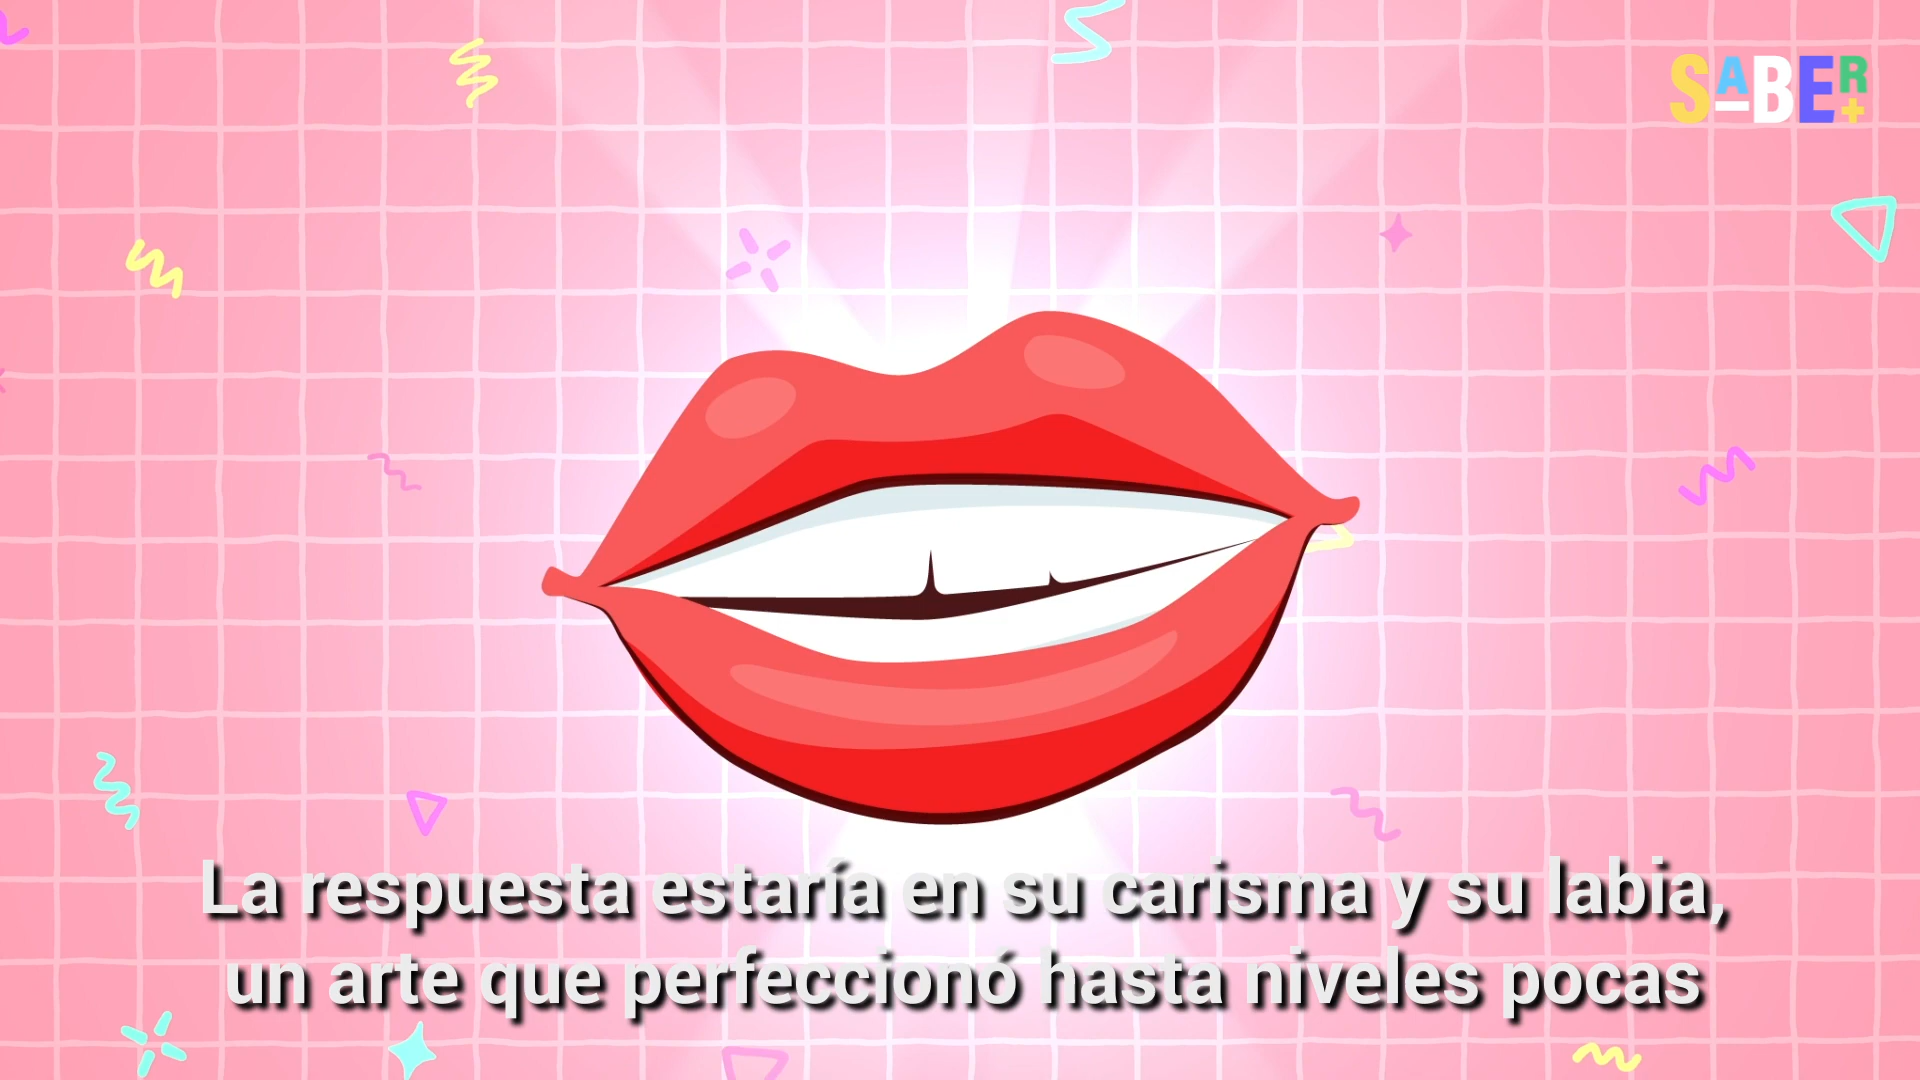 SABER+
La respuesta estaría en su carisma y su labia,
un arte que perfeccionó hasta niveles pocas